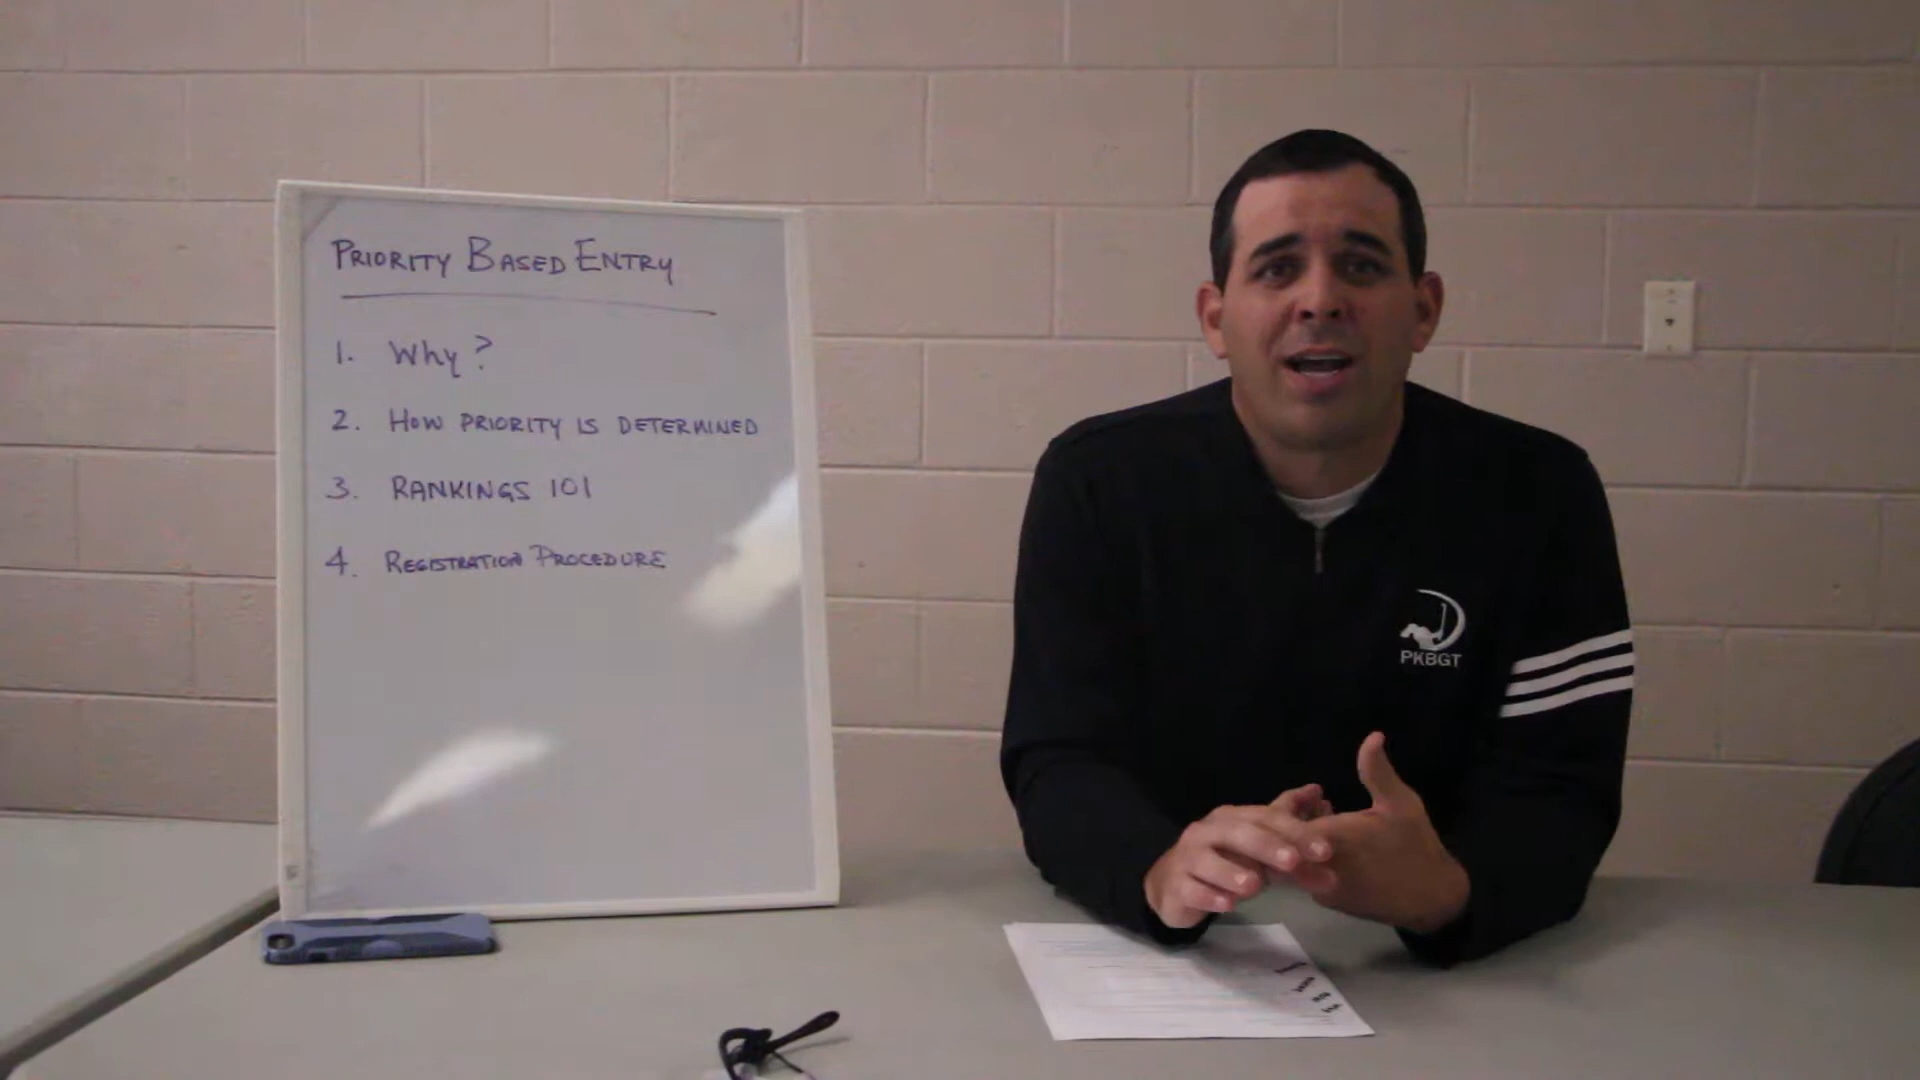 PRIORITY BASED ENTRY
1. Why?
2. HOW PRIORITY IS DETERMINED
3. RANKINGS 101
4. REGISTRATION PROCEDURE
PKBGT